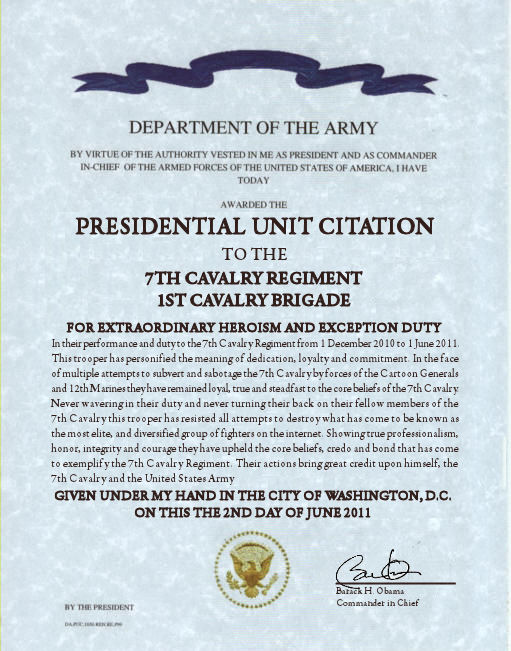 DEPARTMENT OF THE ARMY
BY VIRTUE OF THE AUTHORITY VESTED IN ME AS PRESIDENT AND AS COMMANDER
IN-CHIEF OF THE ARMED FORCES OF THE UNITED STATES OF AMERICA, I HAVE
TODAY
AWARDED THE
PRESIDENTIAL UNIT CITATION
TO THE
7TH CAVALRY REGIMENT
1ST CAVALRY BRIGADE
FOR EXTRAORDINARY HEROISM AND EXCEPTION DUTY
In their performance and duty to the 7th Cavalry Regiment from 1 December 2010 to 1 June 2011.
This trooper has personified the meaning of dedication, loyalty and commitment. In the face
of multiple attempts to subvert and sabotage the 7th Cavalry by forces of the Cartoon Generals
and 12th Marines they have remained loyal, true and steadfast to the core beliefs of the 7th Cavalry.
Never wavering in their duty and never turning their back on their fellow members of the
7th Cavalry this trooper has resisted all attempts to destroy what has come to be known as
the most elite, and diversified group of fighters on the internet. Showing true professionalism,
honor, integrity and courage they have upheld the core beliefs, credo and bond that has come
to exemplify the 7th Cavalry Regiment. Their actions bring great credit upon himself, the
7th Cavalry and the United States Army
GIVEN UNDER MY HAND IN THE CITY OF WASHINGTON, D.C.
ON THIS THE 2ND DAY OF JUNE 2011
Barack H. Obama
Commander in Chief
BY THE PRESIDENT